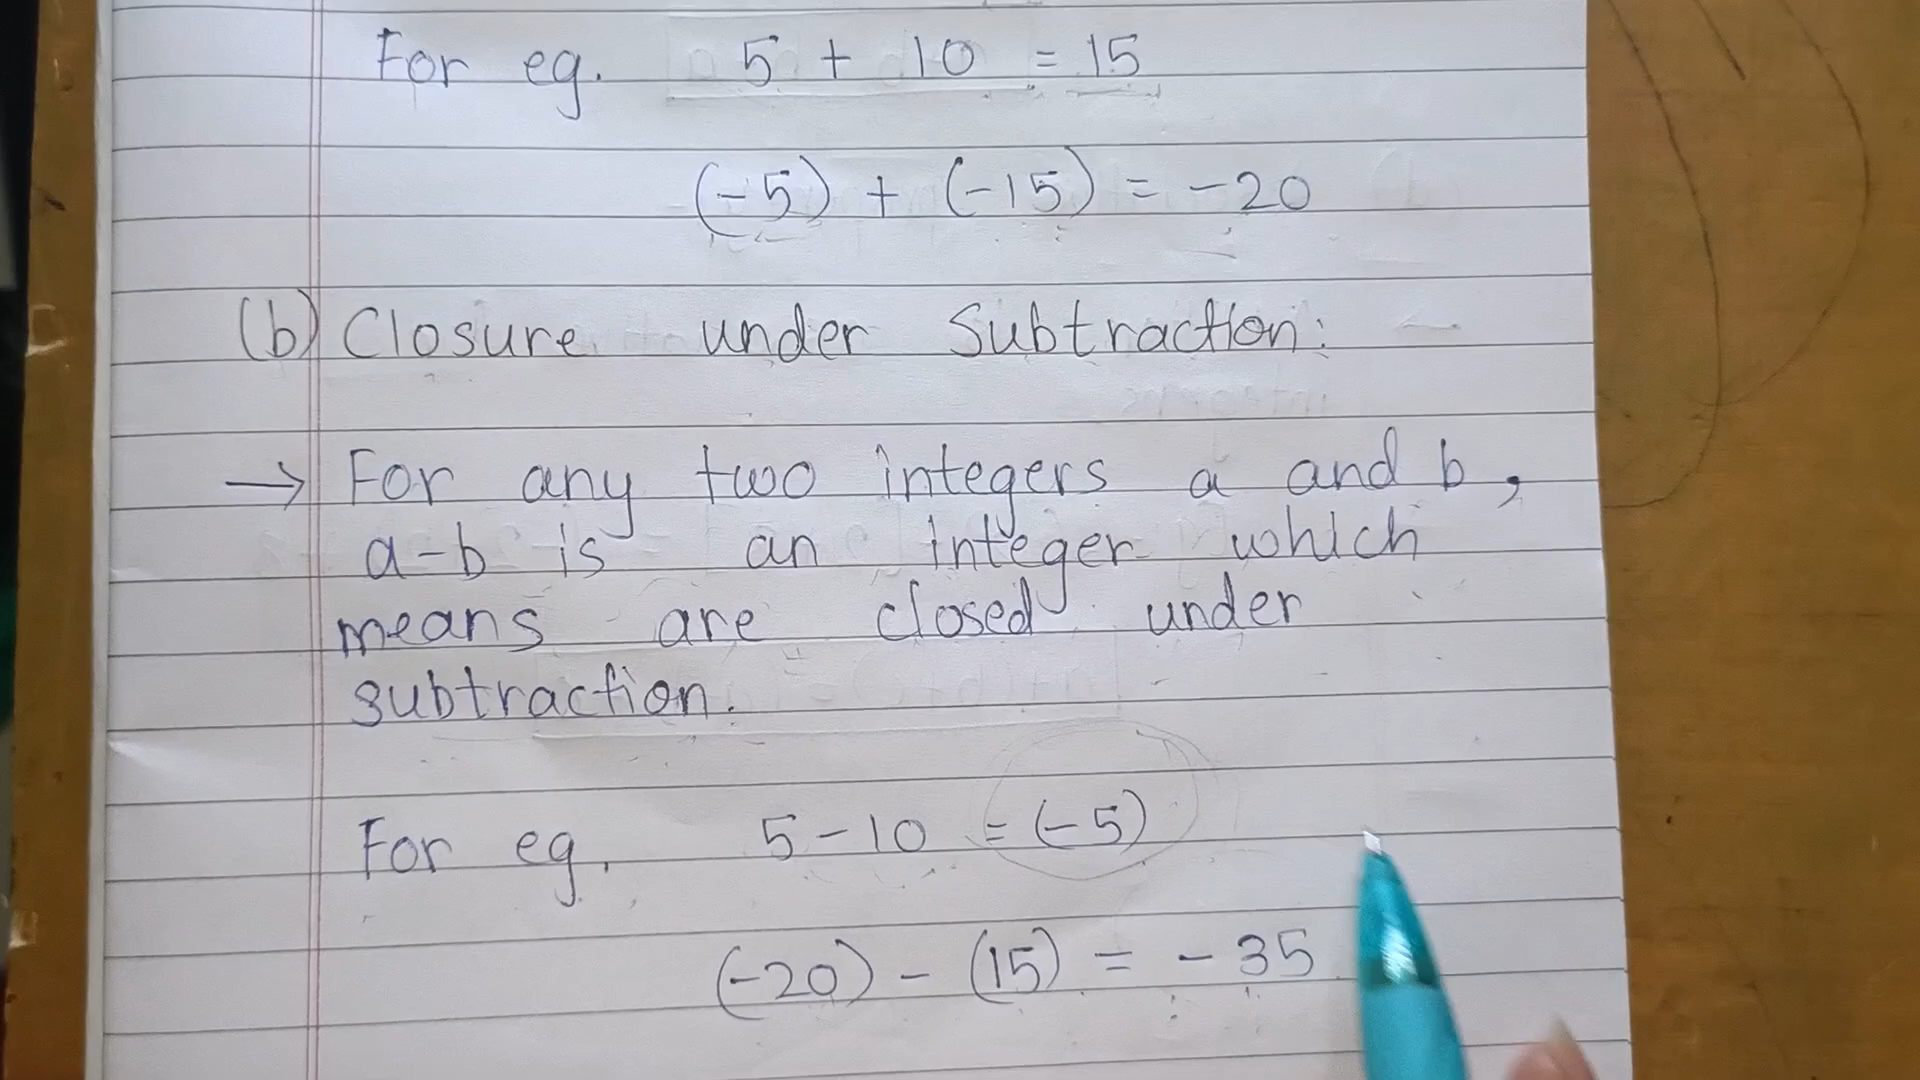 For eg. 5 + 10 = 15
(-5) + (-15) = -20
(b) Closure under Subtraction:
→ For any two integers a and b,
a-b is an integer which
means are closed under
subtraction.
For eg. 5-10 = (-5)
(-20) - (15) = - 35